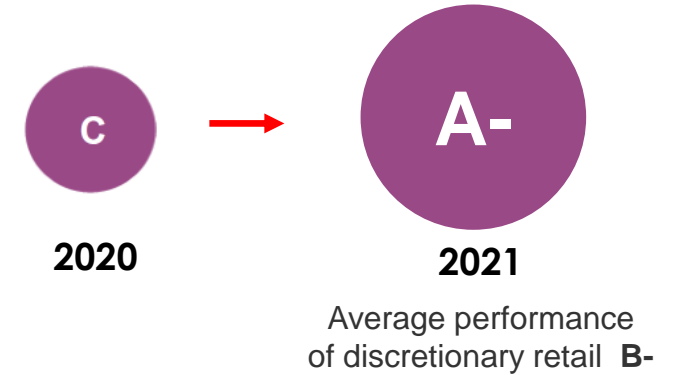 C
A-
2020
2021
Average performance
of discretionary retail B-